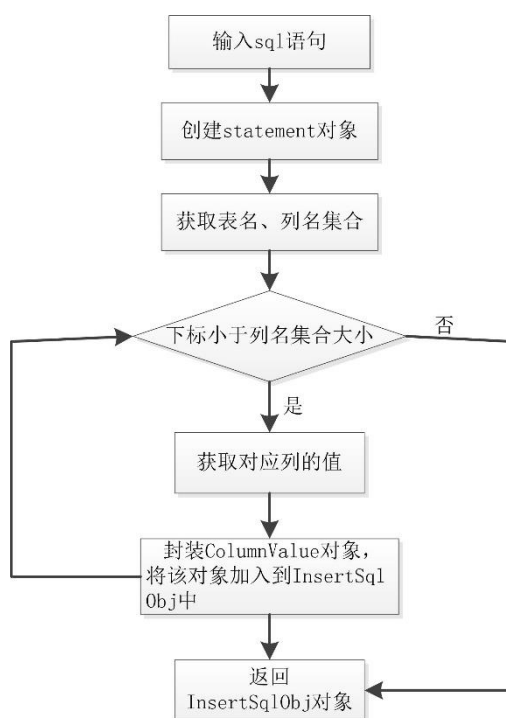 输入sql语句
创建statement对象
获取表名、列名集合
下标小于列名集合大小
否
是
获取对应列的值
封装ColumnValue对象,
将该对象加入到InsertSql
Obj中
返回
InsertSqlObj对象